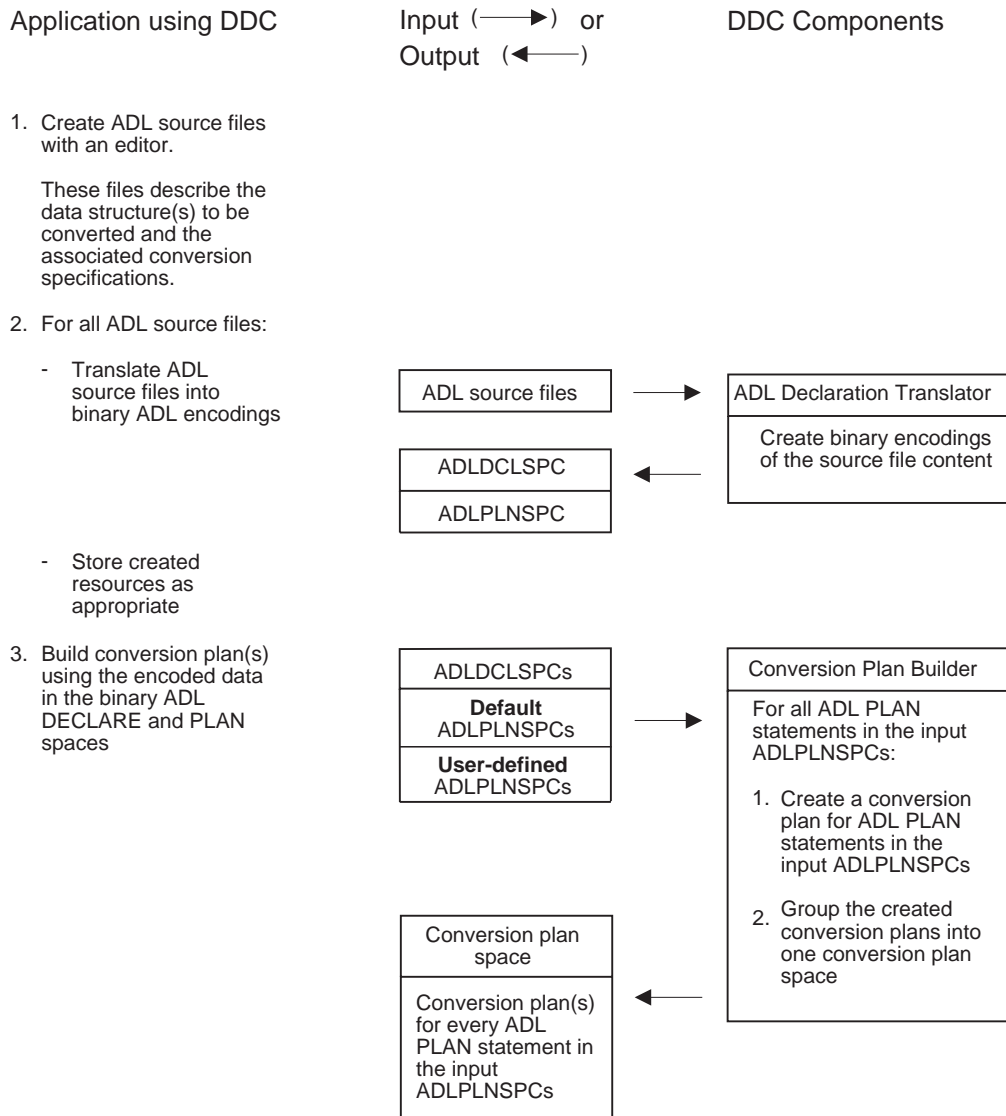 Application using DDC
Input (⟶) or
Output (⟵)
DDC Components
1. Create ADL source files
with an editor.
These files describe the
data structure(s) to be
converted and the
associated conversion
specifications.
2. For all ADL source files:
- Translate ADL
source files into
binary ADL encodings
ADL source files
ADL Declaration Translator
Create binary encodings
of the source file content
ADLDCLSPC
ADLPLNSPC
- Store created
resources as
appropriate
3. Build conversion plan(s)
using the encoded data
in the binary ADL
DECLARE and PLAN
spaces
ADLDCLSPCs
Default
ADLPLNSPCs
User-defined
ADLPLNSPCs
Conversion Plan Builder
For all ADL PLAN
statements in the input
ADLPLNSPCs:
1. Create a conversion
plan for ADL PLAN
statements in the
input ADLPLNSPCs
2. Group the created
conversion plans into
one conversion plan
space
Conversion plan
space
Conversion plan(s)
for every ADL
PLAN statement in
the input
ADLPLNSPCs